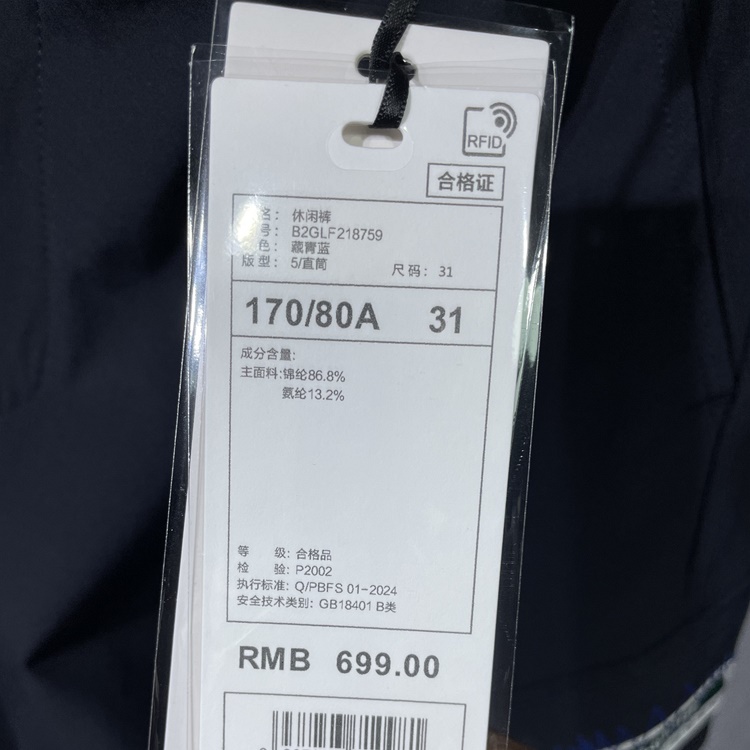 RFID
合格证
名： 休闲裤
号： B2GLF218759
色： 藏青蓝
版型： 5/直筒 尺码： 31
170/80A 31
成分含量:
主面料:锦纶86.8%
氨纶13.2%
等 级: 合格品
检 验: P2002
执行标准: Q/PBFS 01-2024
安全技术类别: GB18401 B类
RMB 699.00